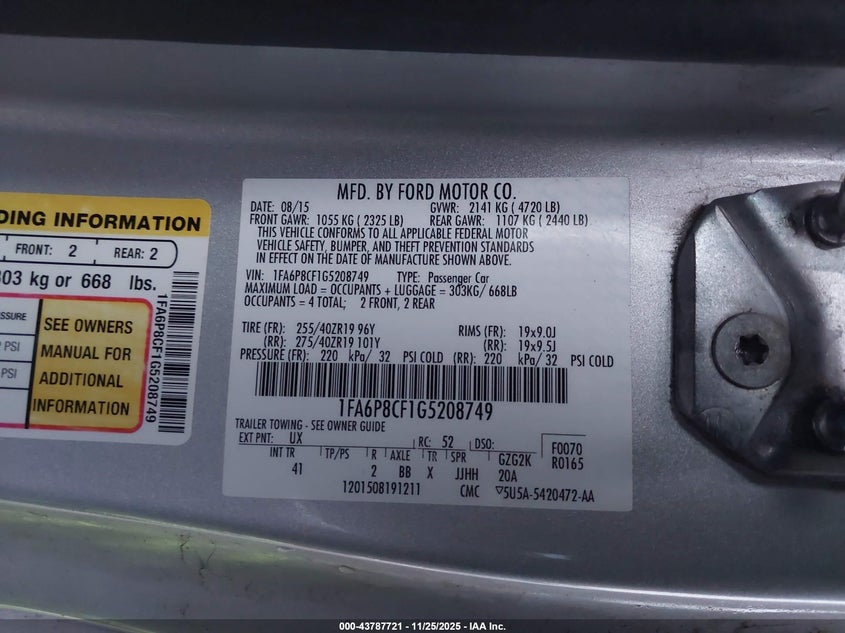 DING INFORMATION
FRONT: 2 REAR: 2
303 kg or 668 lbs.
PSI
PSI
SEE OWNERS
MANUAL FOR
ADDITIONAL
INFORMATION
1FA6P8CF1G5208749
MFD. BY FORD MOTOR CO.
DATE: 08/15 GVWR: 2141 KG ( 4720 LB)
FRONT GAWR: 1055 KG ( 2325 LB) REAR GAWR: 1107 KG ( 2440 LB)
THIS VEHICLE CONFORMS TO ALL APPLICABLE FEDERAL MOTOR
VEHICLE SAFETY, BUMPER, AND THEFT PREVENTION STANDARDS
IN EFFECT ON THE DATE OF MANUFACTURE SHOWN ABOVE.
VIN: 1FA6P8CF1G5208749 TYPE: Passenger Car
MAXIMUM LOAD = OCCUPANTS + LUGGAGE = 303KG/ 668LB
OCCUPANTS = 4 TOTAL; 2 FRONT, 2 REAR
TIRE (FR): 255/40ZR19 96Y RIMS (FR): 19x9.0J
(RR): 275/40ZR19 101Y (RR): 19x9.5J
PRESSURE (FR): 220 kPa/ 32 PSI COLD (RR): 220 kPa/ 32 PSI COLD
1FA6P8CF1G5208749
TRAILER TOWING - SEE OWNER GUIDE
EXT PNT: UX RC: 52 DSO: F0070
INT TR TP/PS R AXLE TR SPR GZG2K R0165
41 2 BB X JJHH 20A
1201508191211 CMC 5U5A-5420472-AA
000-43787721 - 11/25/2025 - IAA Inc.